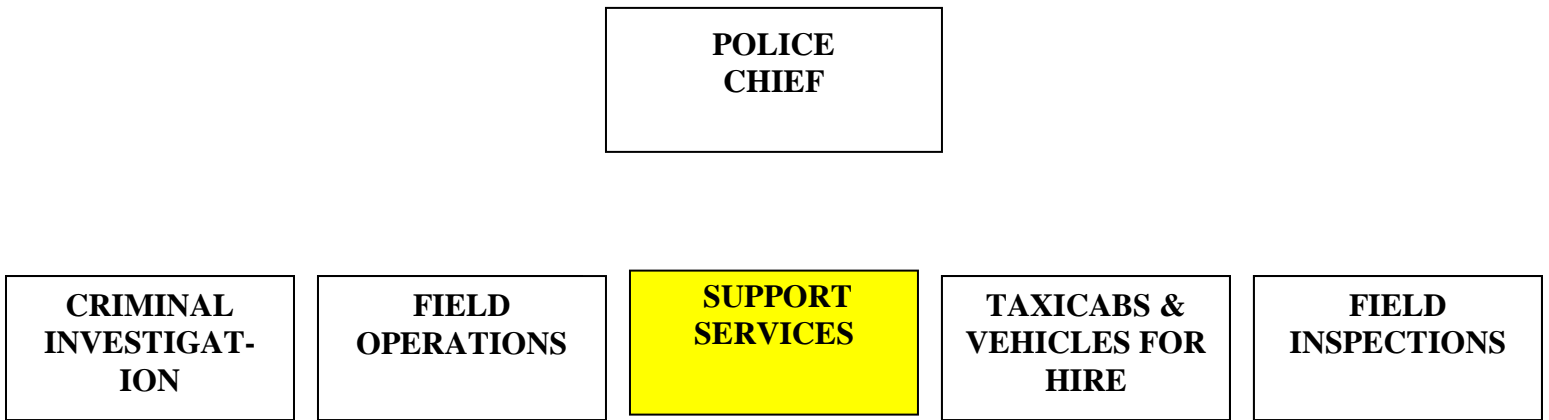 POLICE
CHIEF
CRIMINAL
INVESTIGAT-
ION
FIELD
OPERATIONS
SUPPORT
SERVICES
TAXICABS &
VEHICLES FOR
HIRE
FIELD
INSPECTIONS